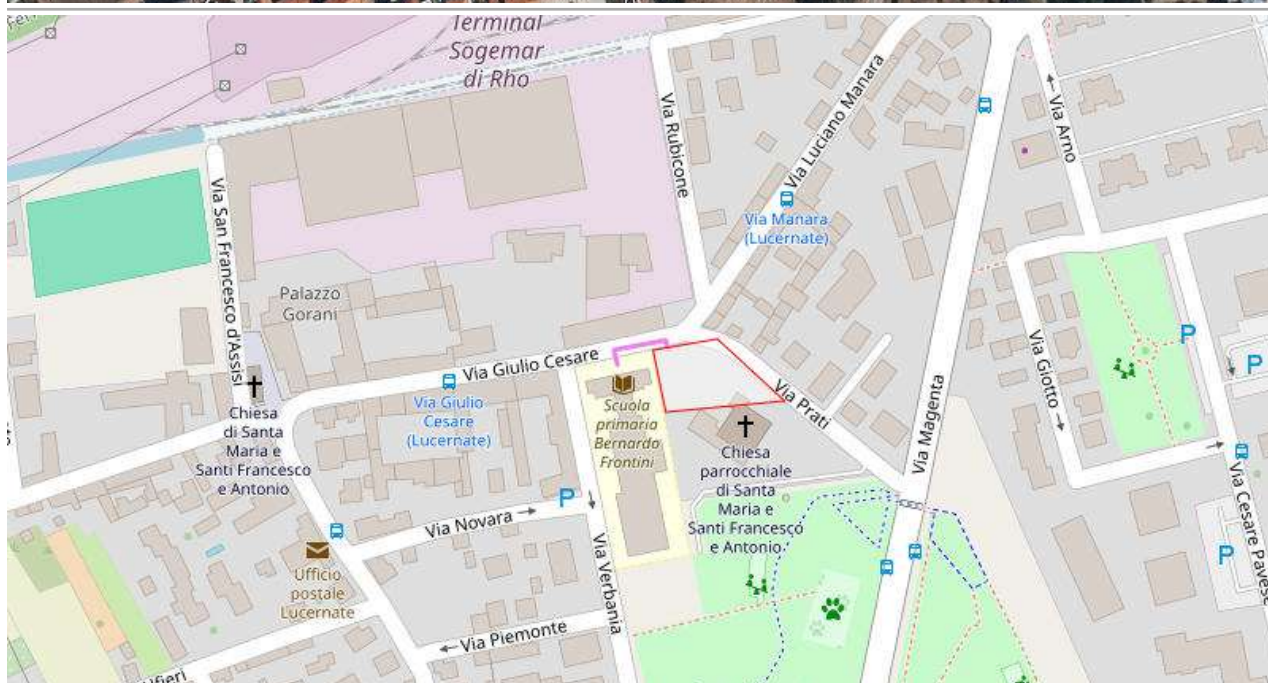 Terminal
Sogemar
di Rho
Via Rubicone
Via Luciano Manara
Via Arno
Via San Francesco d'Assisi
Via Manara
(Lucernate)
Palazzo
Gorani
Via Giulio Cesare
Via Giotto
P
P
Via Giulio
Cesare
(Lucernate)
Scuola
primaria
Bernardo
Frontini
Via Prati
Via Magenta
Chiesa
di Santa
Maria e
Santi Francesco
e Antonio
Chiesa
parrocchiale
di Santa
Maria e
Santi Francesco
e Antonio
P
Via Novara
Via Verbania
Via Cesare Pavese
P
Ufficio
postale
Lucernate
Via Piemonte